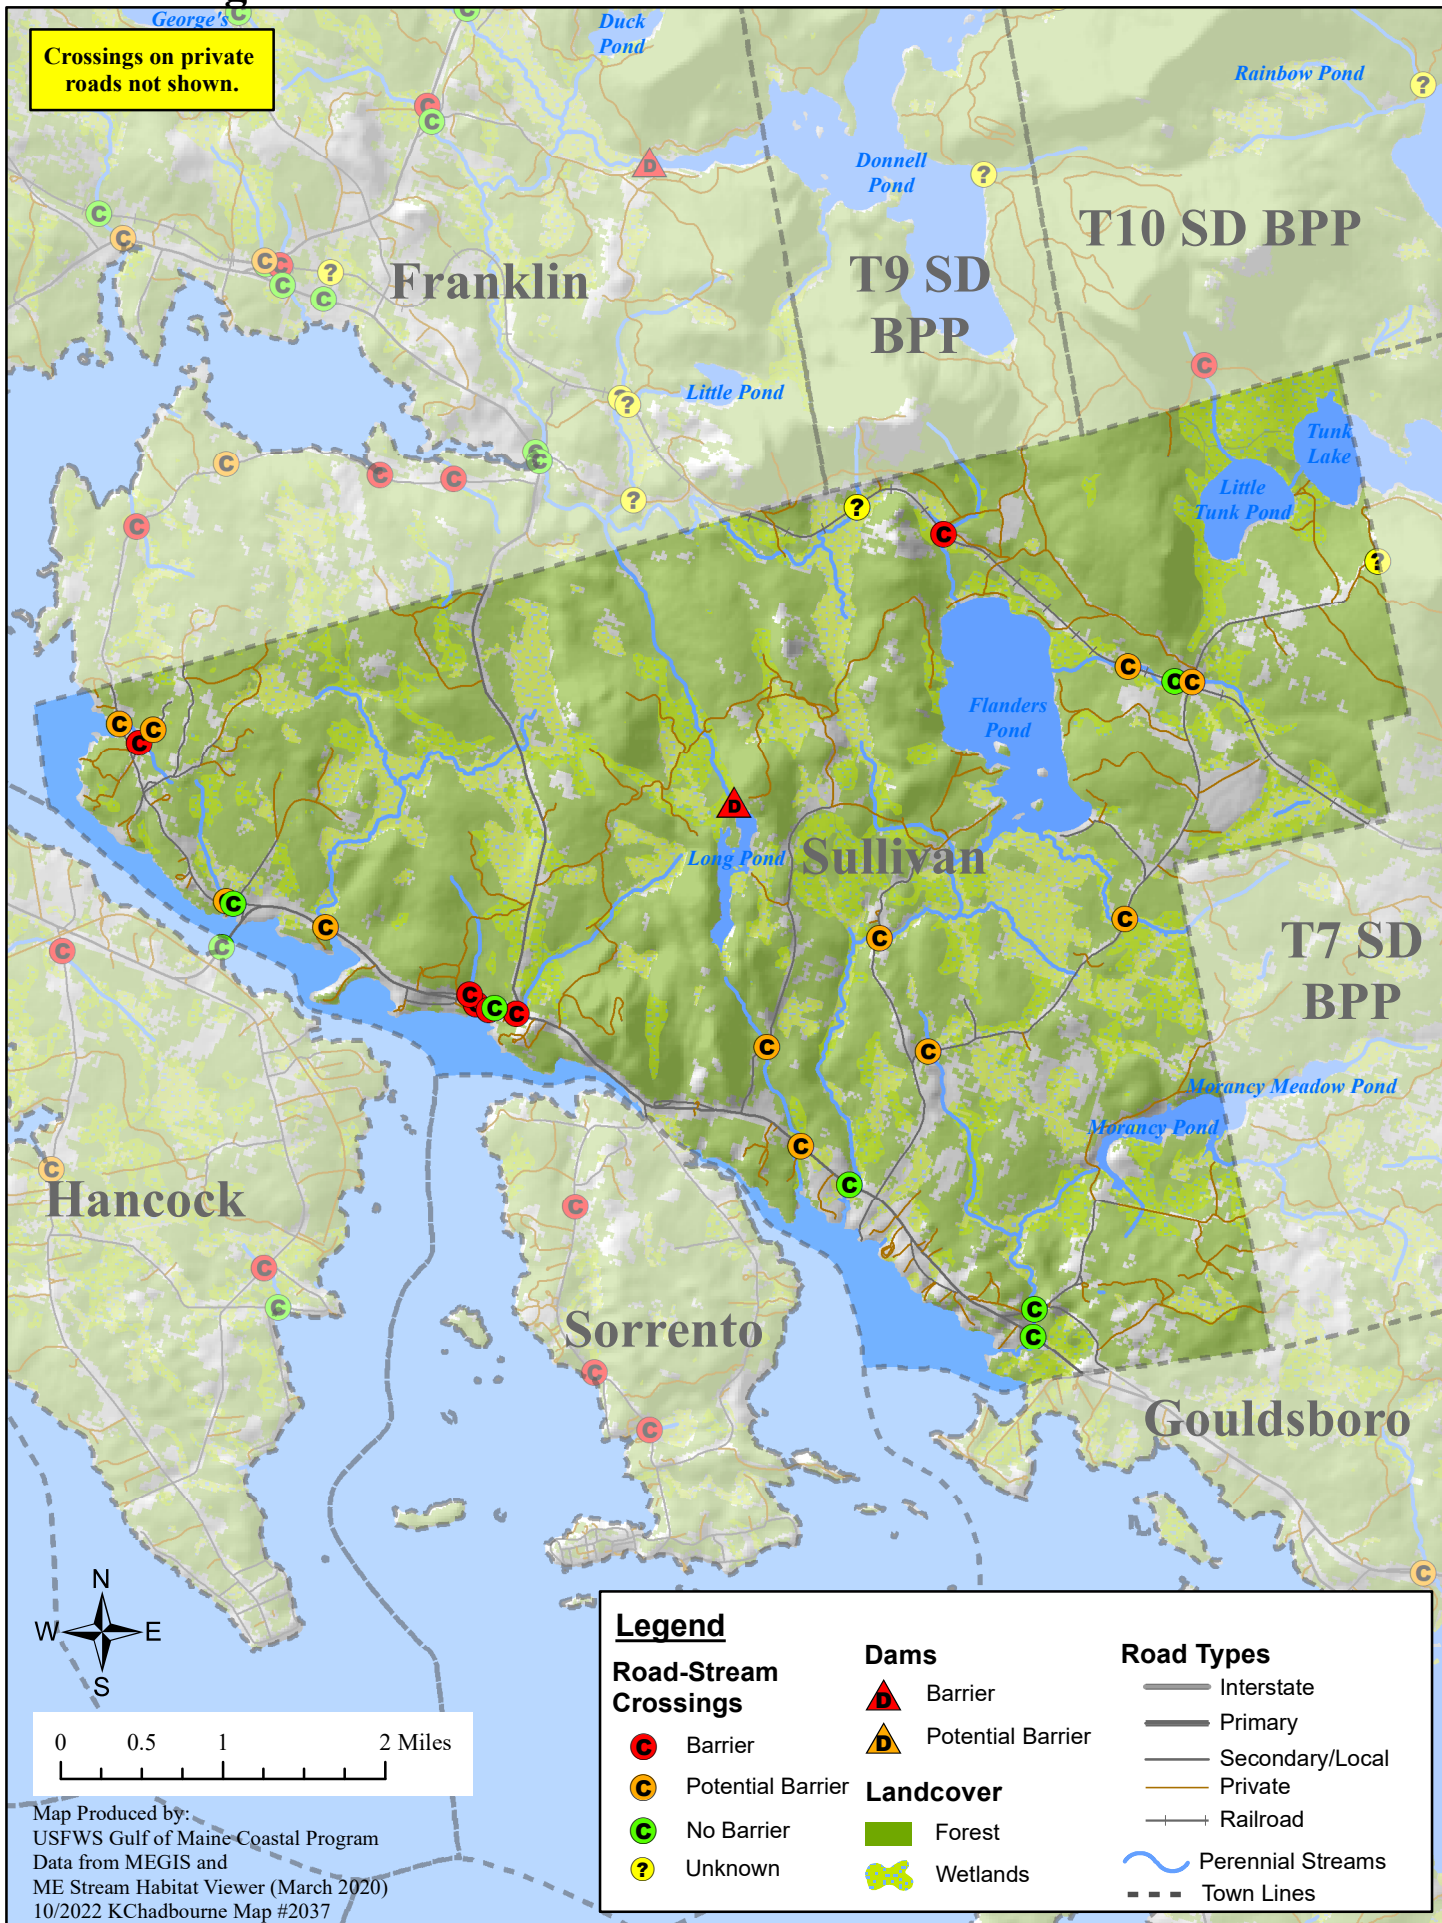 George's
Duck
Pond
Crossings on private
roads not shown.
Rainbow Pond
Donnell
Pond
T10 SD BPP
T9 SD
BPP
Franklin
Little Pond
Tunk
Lake
Little
Tunk Pond
Flanders
Pond
Long Pond
Sullivan
T7 SD
BPP
Morancy Meadow Pond
Morancy Pond
Hancock
Sorrento
Gouldsboro
N
W E
S
0 0.5 1 2 Miles
Map Produced by:
USFWS Gulf of Maine Coastal Program
Data from MEGIS and
ME Stream Habitat Viewer (March 2020)
10/2022 KChadbourne Map #2037
Legend
Road-Stream
Crossings
C Barrier
C Potential Barrier
C No Barrier
? Unknown
Dams
D Barrier
D Potential Barrier
Landcover
Forest
Wetlands
Road Types
Interstate
Primary
Secondary/Local
Private
Railroad
Perennial Streams
Town Lines